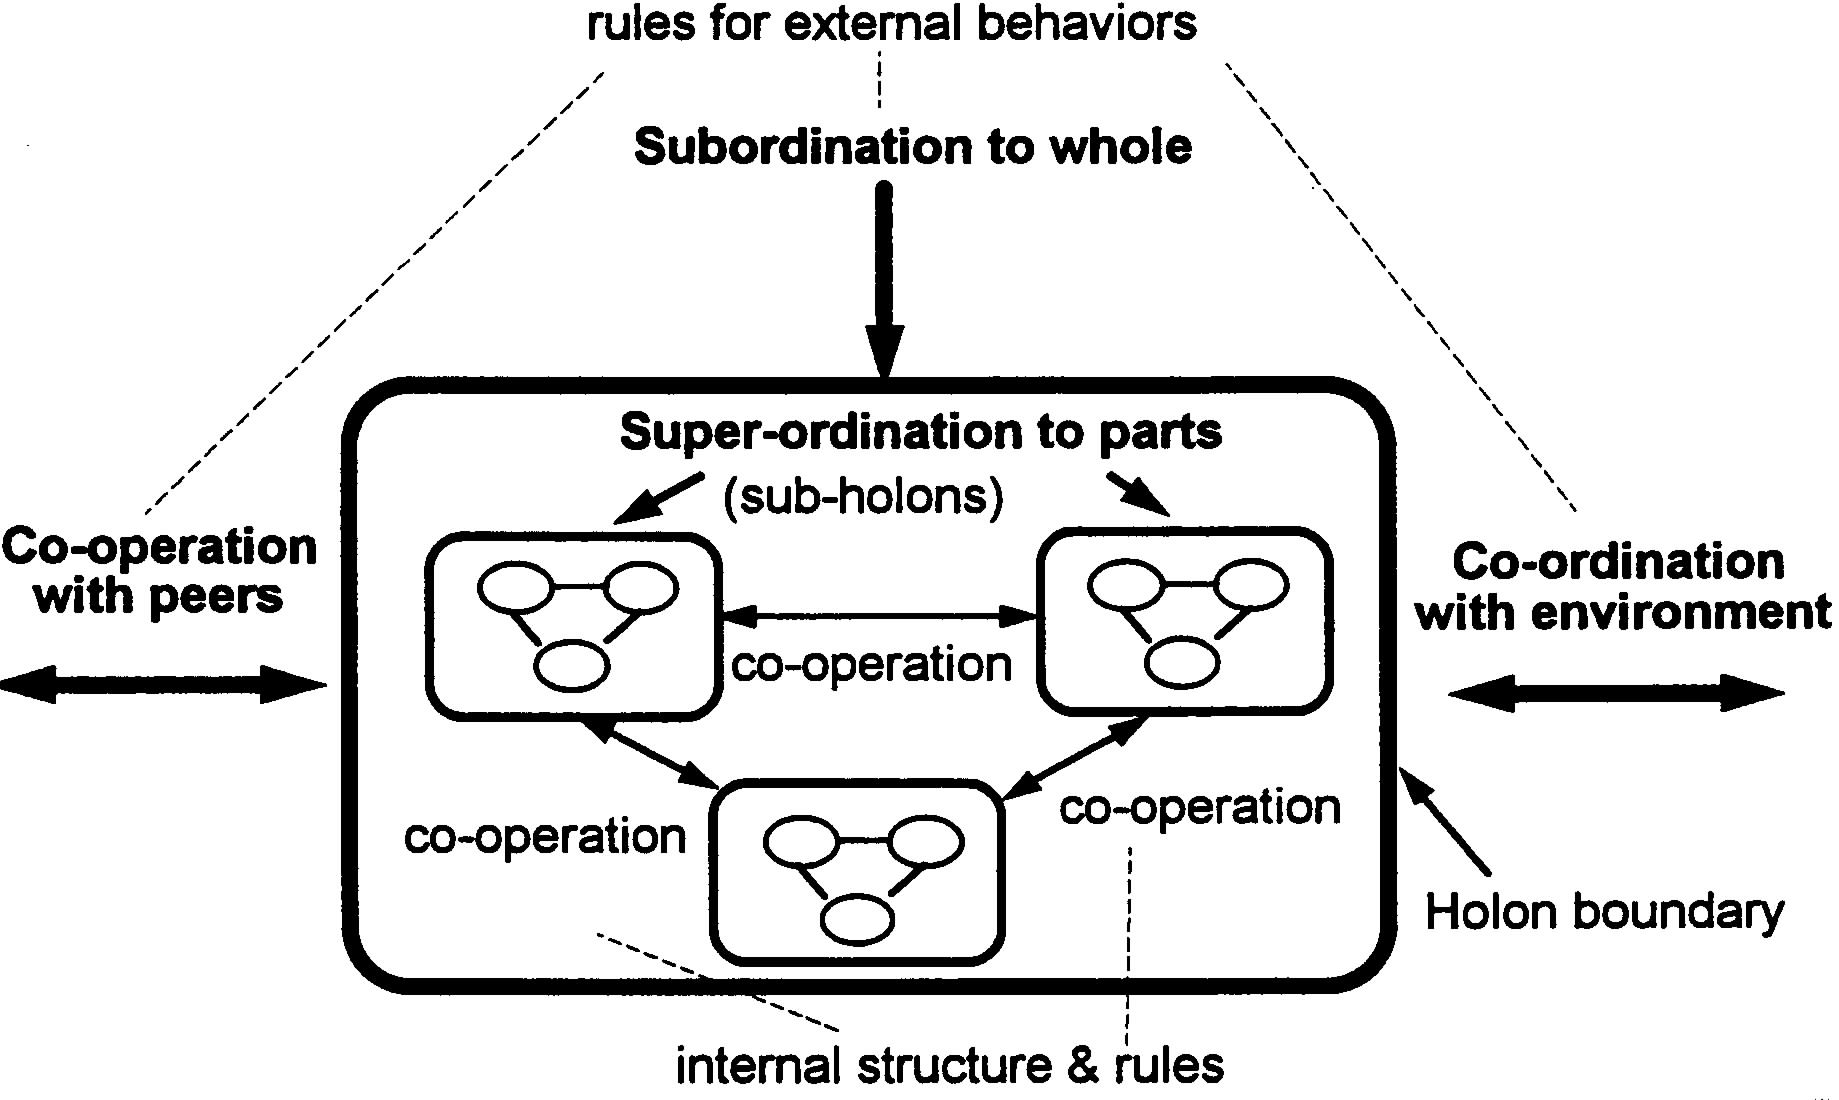 rules for external behaviors
Subordination to whole
Super-ordination to parts
(sub-holons)
Co-operation
with peers
Co-ordination
with environment
co-operation
co-operation
co-operation
Holon boundary
internal structure & rules